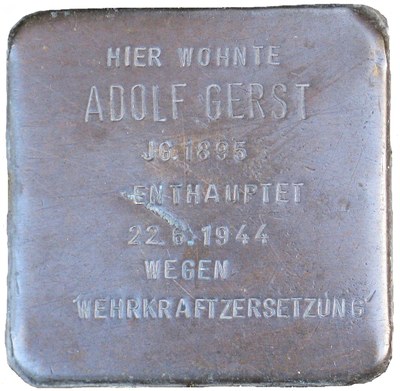 HIER WOHNTE
ADOLF GERST
JG.1895
ENTHAUPTET
22.6.1944
WEGEN
WEHRKRAFTZERSETZUNG